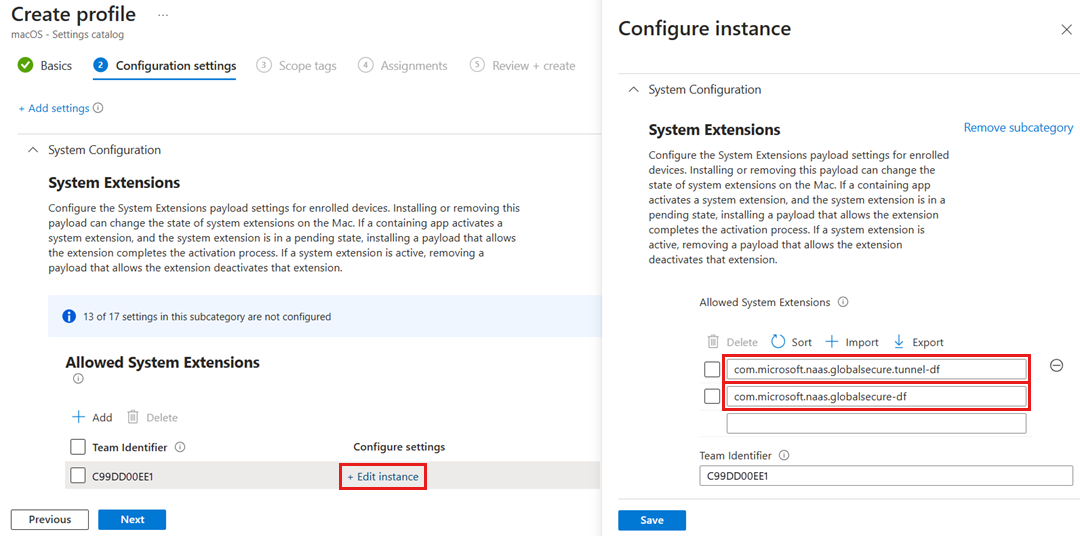 Create profile ...
macOS - Settings catalog
Basics
2 Configuration settings
3 Scope tags
4 Assignments
5 Review + create
+ Add settings
System Configuration
System Extensions
Configure the System Extensions payload settings for enrolled devices. Installing or removing this
payload can change the state of system extensions on the Mac. If a containing app activates a
system extension, and the system extension is in a pending state, installing a payload that allows
the extension completes the activation process. If a system extension is active, removing a
payload that allows the extension deactivates that extension.
13 of 17 settings in this subcategory are not configured
Allowed System Extensions
+ Add
Delete
Team Identifier
Configure settings
C99DD00EE1
+ Edit instance
Previous
Next
Configure instance
System Configuration
System Extensions
Remove subcategory
Configure the System Extensions payload settings for enrolled
devices. Installing or removing this payload can change the
state of system extensions on the Mac. If a containing app
activates a system extension, and the system extension is in a
pending state, installing a payload that allows the extension
completes the activation process. If a system extension is
active, removing a payload that allows the extension
deactivates that extension.
Allowed System Extensions
Delete
Sort
Import
Export
com.microsoft.naas.globalsecure.tunnel-df
com.microsoft.naas.globalsecure-df
Team Identifier
C99DD00EE1
Save